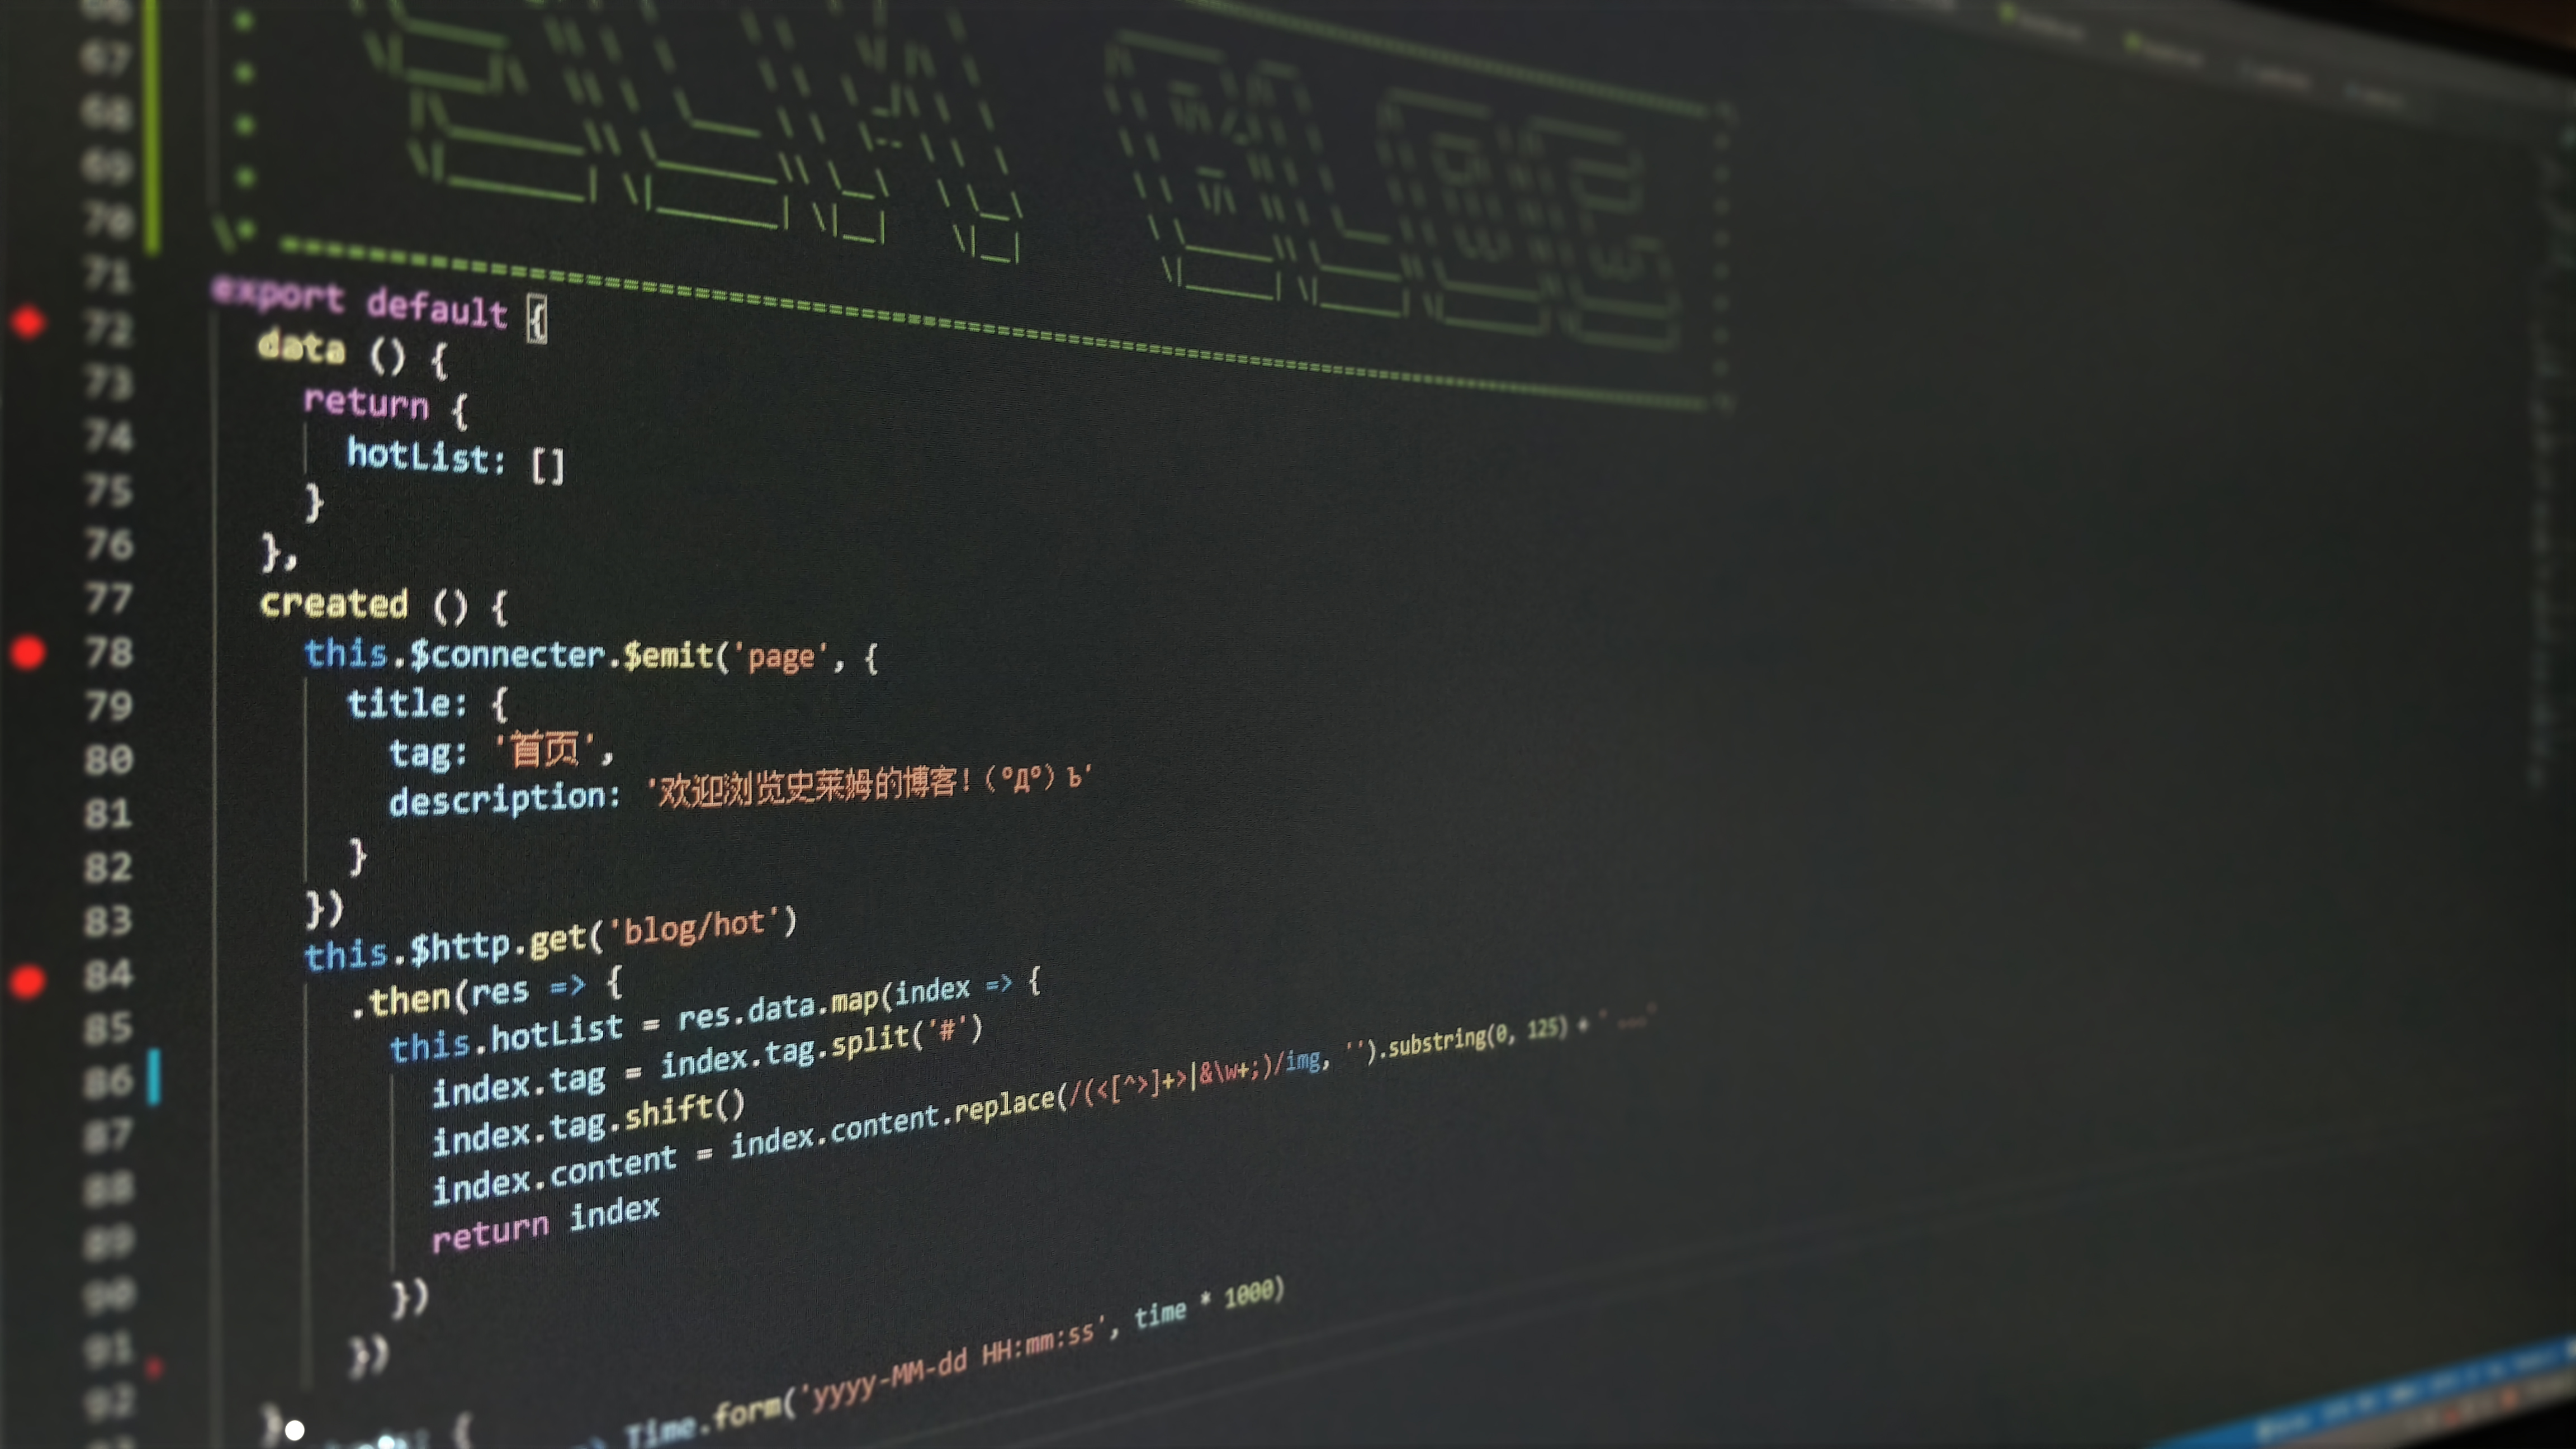 67
68
69
70
71
72 export default {
73 data () {
74 return {
75 hotList: []
76 }
77 },
78 created () {
79 this.$connecter.$emit('page', {
80 title: {
81 tag: '首页',
82 description: '欢迎浏览史莱姆的博客!(ºДº)ъ'
83 }
84 })
85 this.$http.get('blog/hot')
86 .then(res => {
87 this.hotList = res.data.map(index => {
88 index.tag = index.tag.split('#')
89 index.tag.shift()
90 index.content = index.content.replace(/(<[^>]+>|&\w+;)/img, '').substring(0, 125) +
91 return index
92 })
})
}
Time.form('yyyy-MM-dd HH:mm:ss', time * 1000)